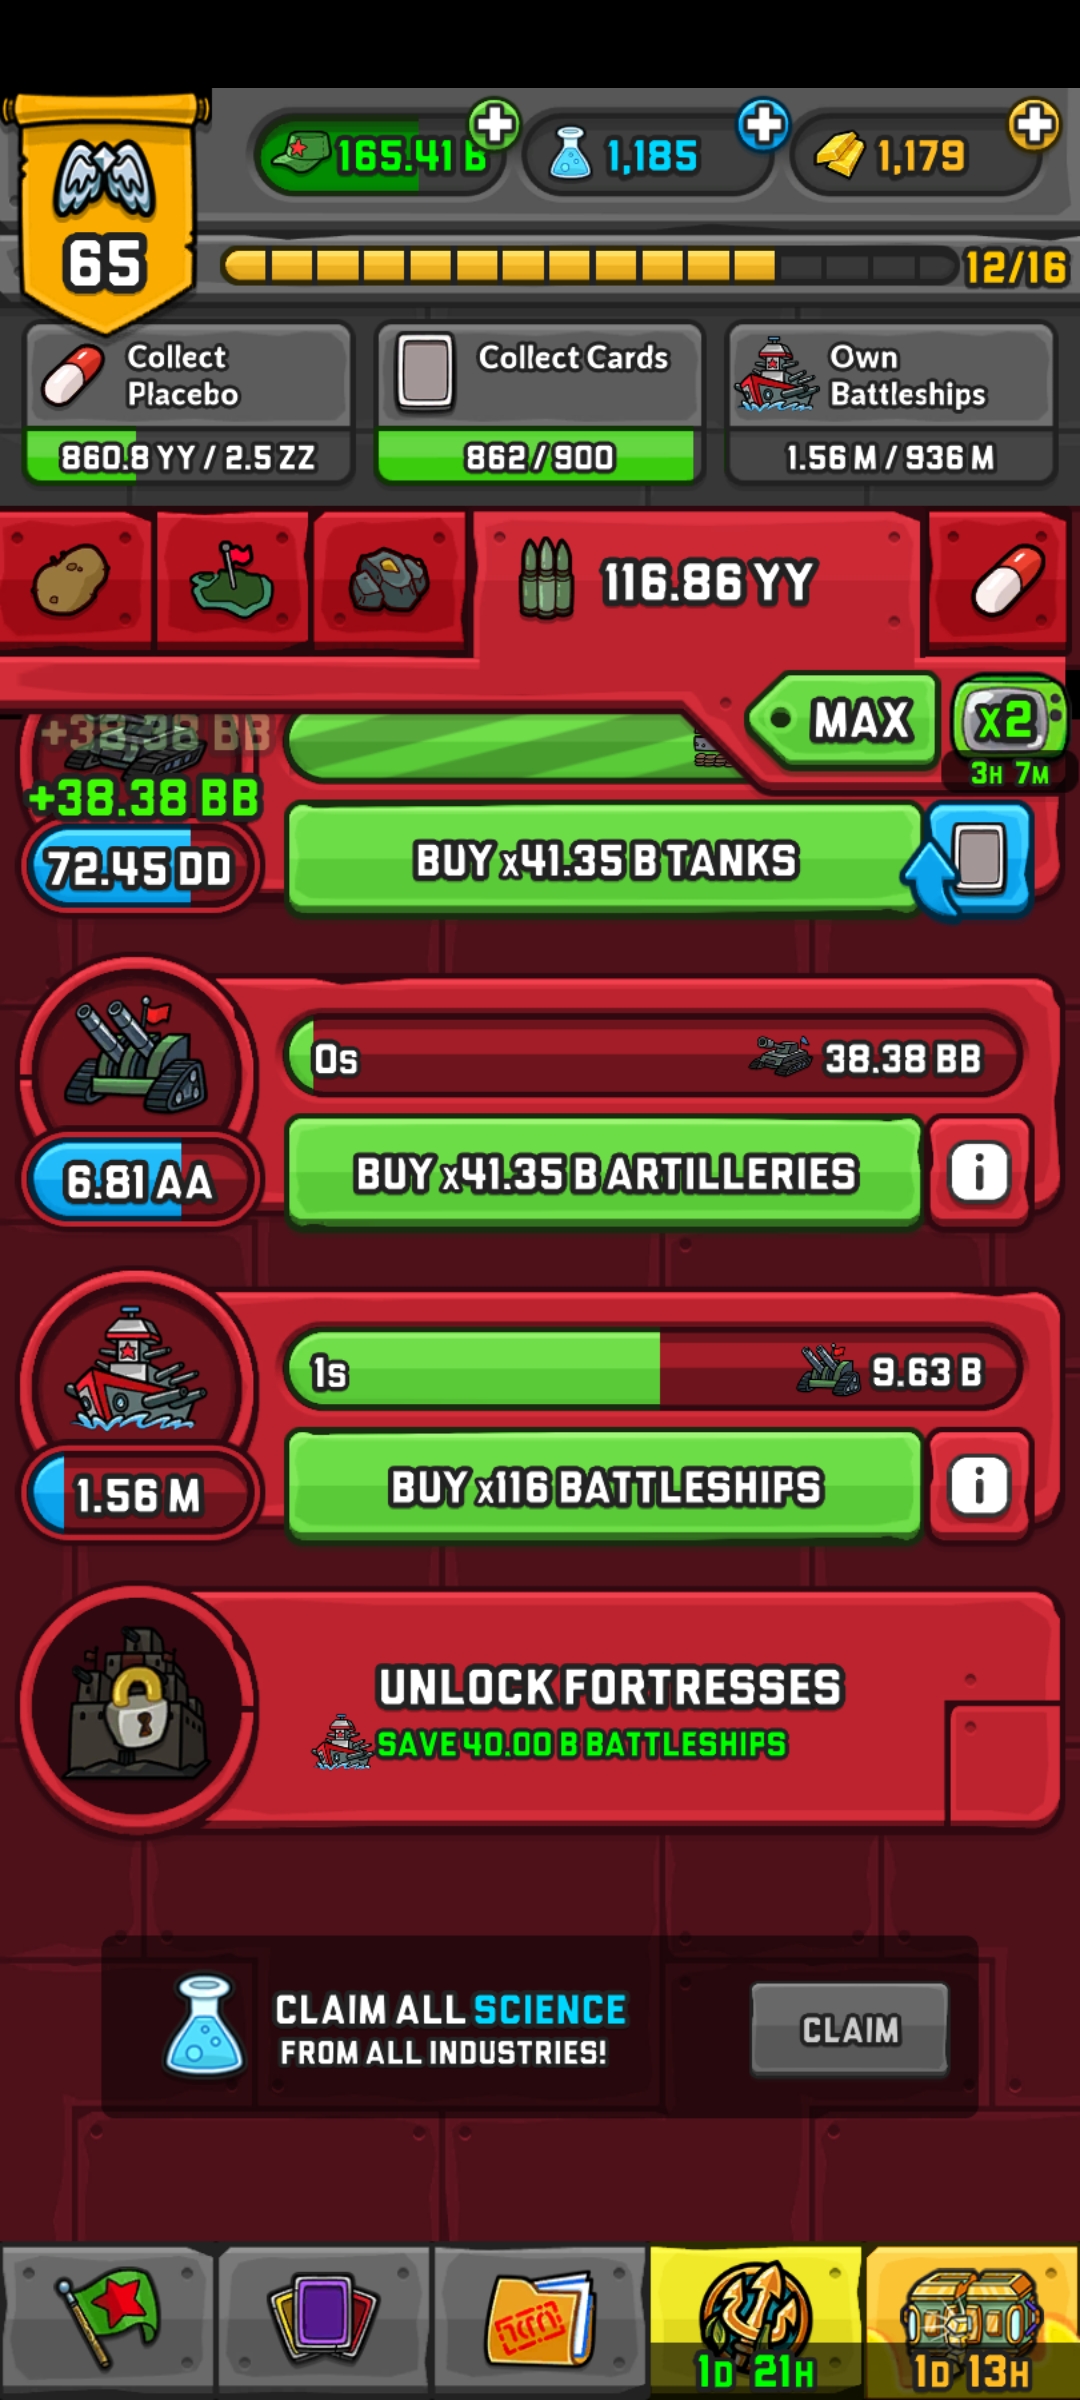 165.41 B
1,185
1,179
65
12/16
Collect
Placebo
860.8 YY / 2.5 ZZ
Collect Cards
862/900
Own
Battleships
1.56 M / 936 M
116.86 YY
MAX
x2
3H 7M
+38.38 BB
+38.38 BB
72.45 DD
BUY x41.35 B TANKS
0s
38.38 BB
6.81 AA
BUY x41.35 B ARTILLERIES
i
1s
9.63 B
1.56 M
BUY x116 BATTLESHIPS
i
UNLOCK FORTRESSES
SAVE 40.00 B BATTLESHIPS
CLAIM ALL SCIENCE
FROM ALL INDUSTRIES!
CLAIM
1D 21H
1D 13H